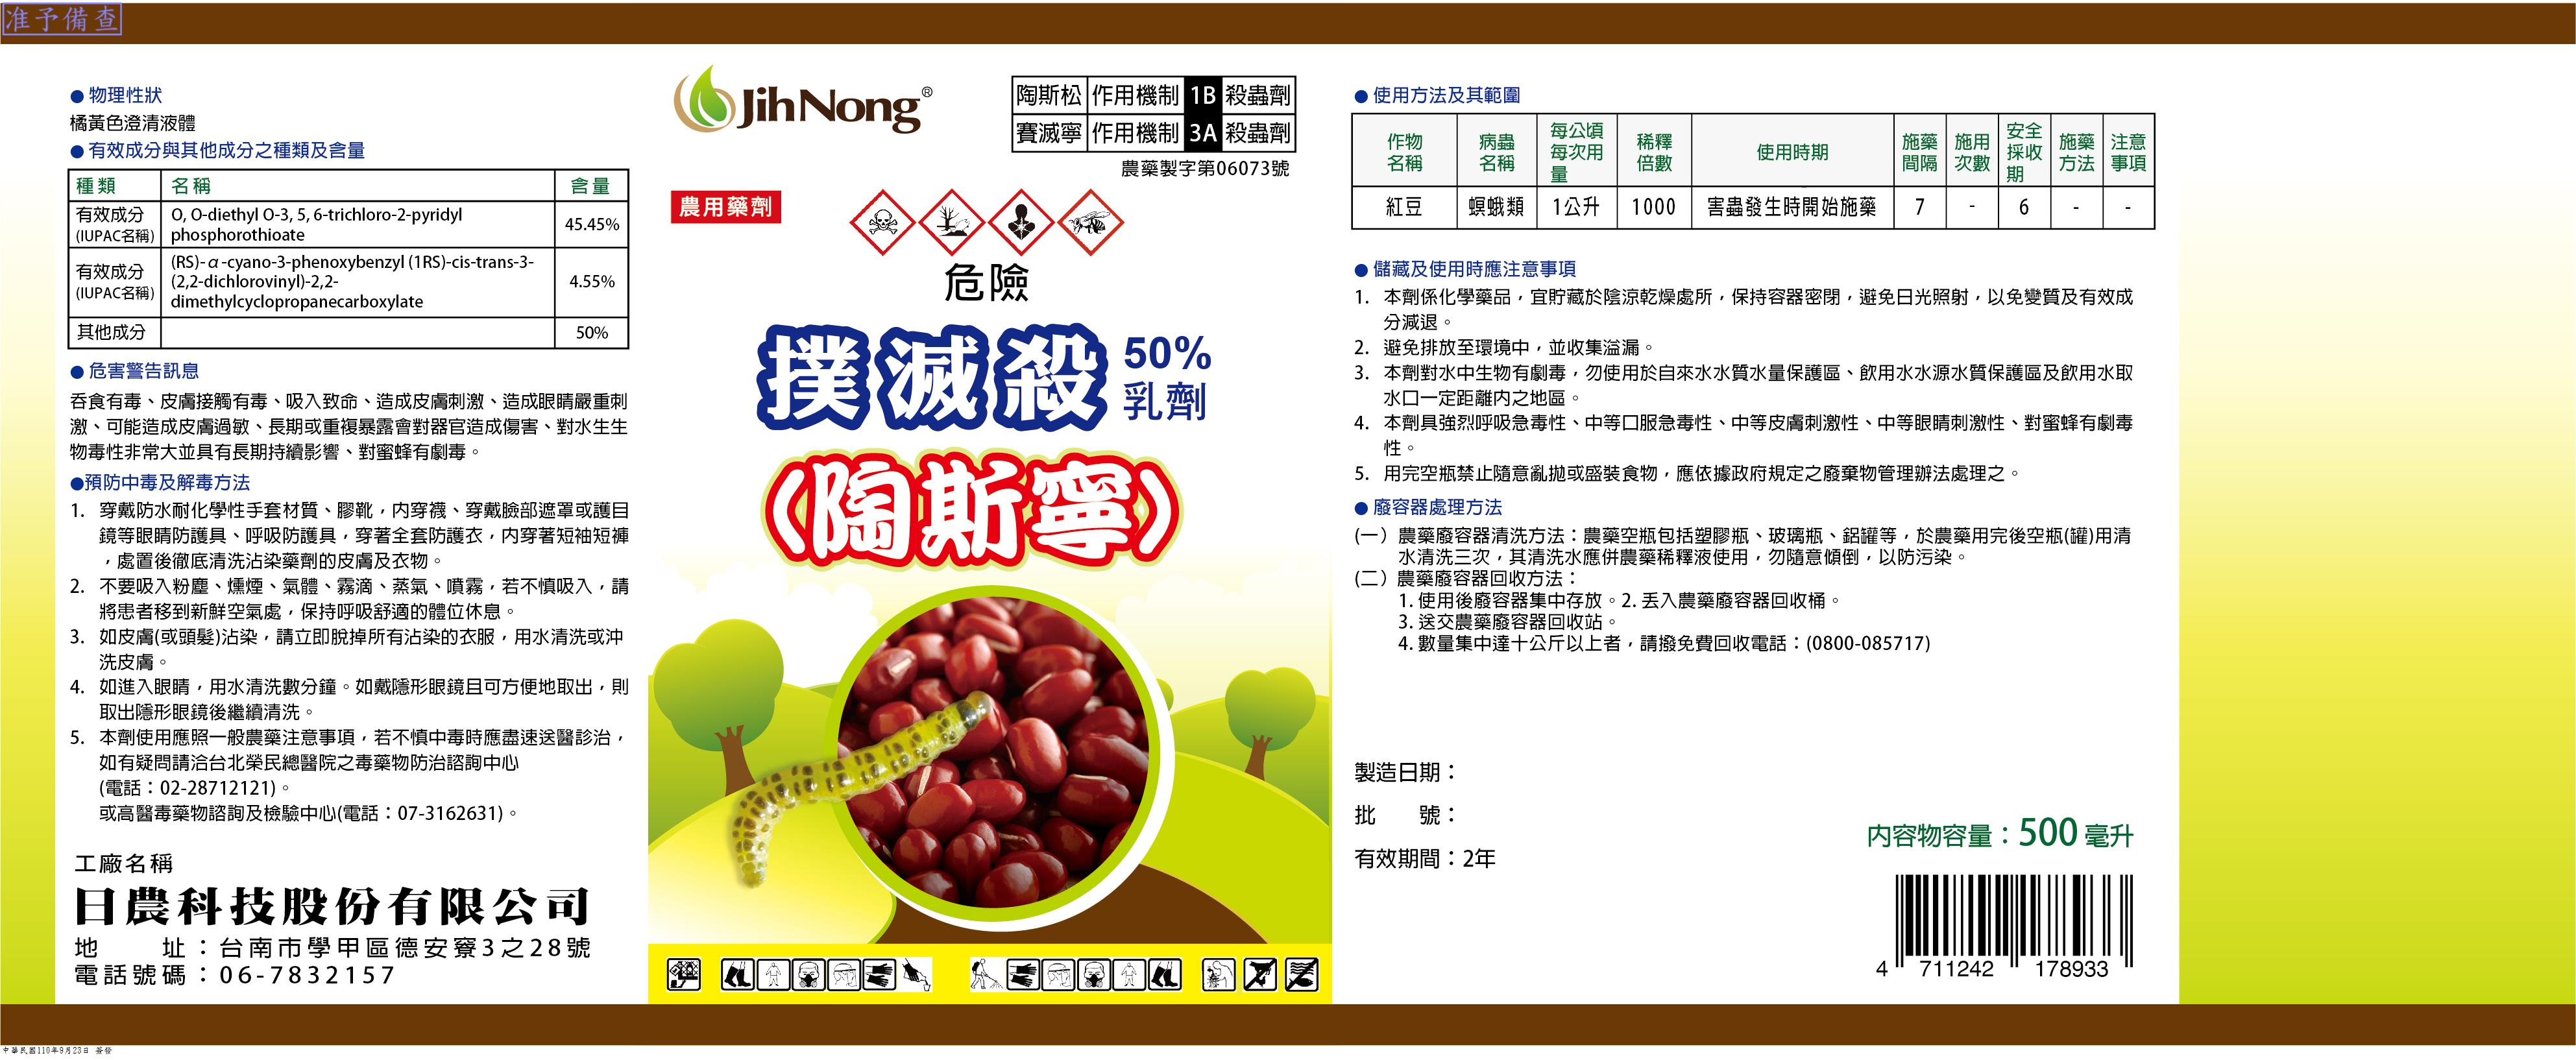 准予備查
● 物理性狀
橘黃色澄清液體
● 有效成分與其他成分之種類及含量
種類 名稱 含量
有效成分 (IUPAC名稱) O, O-diethyl O-3, 5, 6-trichloro-2-pyridyl phosphorothioate 45.45%
有效成分 (IUPAC名稱) (RS)-α-cyano-3-phenoxybenzyl (1RS)-cis-trans-3-(2,2-dichlorovinyl)-2,2-dimethylcyclopropanecarboxylate 4.55%
其他成分 50%
● 危害警告訊息
吞食有毒、皮膚接觸有毒、吸入致命、造成皮膚刺激、造成眼睛嚴重刺
激、可能造成皮膚過敏、長期或重複暴露會對器官造成傷害、對水生生
物毒性非常大並具有長期持續影響、對蜜蜂有劇毒。
●預防中毒及解毒方法
1. 穿戴防水耐化學性手套材質、膠靴，內穿襪、穿戴臉部遮罩或護目
鏡等眼睛防護具、呼吸防護具，穿著全套防護衣，內穿著短袖短褲
，處置後徹底清洗沾染藥劑的皮膚及衣物。
2. 不要吸入粉塵、燻煙、氣體、霧滴、蒸氣、噴霧，若不慎吸入，請
將患者移到新鮮空氣處，保持呼吸舒適的體位休息。
3. 如皮膚(或頭髮)沾染，請立即脫掉所有沾染的衣服，用水清洗或沖
洗皮膚。
4. 如進入眼睛，用水清洗數分鐘。如戴隱形眼鏡且可方便地取出，則
取出隱形眼鏡後繼續清洗。
5. 本劑使用應照一般農藥注意事項，若不慎中毒時應盡速送醫診治，
如有疑問請洽台北榮民總醫院之毒藥物防治諮詢中心
(電話：02-28712121)。
或高醫毒藥物諮詢及檢驗中心(電話：07-3162631)。
工廠名稱
日農科技股份有限公司
地 址：台南市學甲區德安寮3之28號
電話號碼：06-7832157
JihNong®
陶斯松 作用機制 1B 殺蟲劑
賽滅寧 作用機制 3A 殺蟲劑
農藥製字第06073號
農用藥劑
危險
撲滅殺 50%
乳劑
(陶斯寧)
● 使用方法及其範圍
作物名稱 病蟲名稱 每公頃每次用量 稀釋倍數 使用時期 施藥間隔 施用次數 安全採收期 施藥方法 注意事項
紅豆 螟蛾類 1公升 1000 害蟲發生時開始施藥 7 - 6 - -
● 儲藏及使用時應注意事項
1. 本劑係化學藥品，宜貯藏於陰涼乾燥處所，保持容器密閉，避免日光照射，以免變質及有效成
分減退。
2. 避免排放至環境中，並收集溢漏。
3. 本劑對水中生物有劇毒，勿使用於自來水水質水量保護區、飲用水水源水質保護區及飲用水取
水口一定距離內之地區。
4. 本劑具強烈呼吸急毒性、中等口服急毒性、中等皮膚刺激性、中等眼睛刺激性、對蜜蜂有劇毒
性。
5. 用完空瓶禁止隨意亂拋或盛裝食物，應依據政府規定之廢棄物管理辦法處理之。
● 廢容器處理方法
(一）農藥廢容器清洗方法：農藥空瓶包括塑膠瓶、玻璃瓶、鋁罐等，於農藥用完後空瓶(罐)用清
水清洗三次，其清洗水應併農藥稀釋液使用，勿隨意傾倒，以防污染。
(二）農藥廢容器回收方法：
1. 使用後廢容器集中存放。2. 丟入農藥廢容器回收桶。
3. 送交農藥廢容器回收站。
4. 數量集中達十公斤以上者，請撥免費回收電話：(0800-085717)
製造日期：
批 號：
有效期間：2年
內容物容量：500 毫升
4 711242 178933
中華民國110年9月23日 簽發